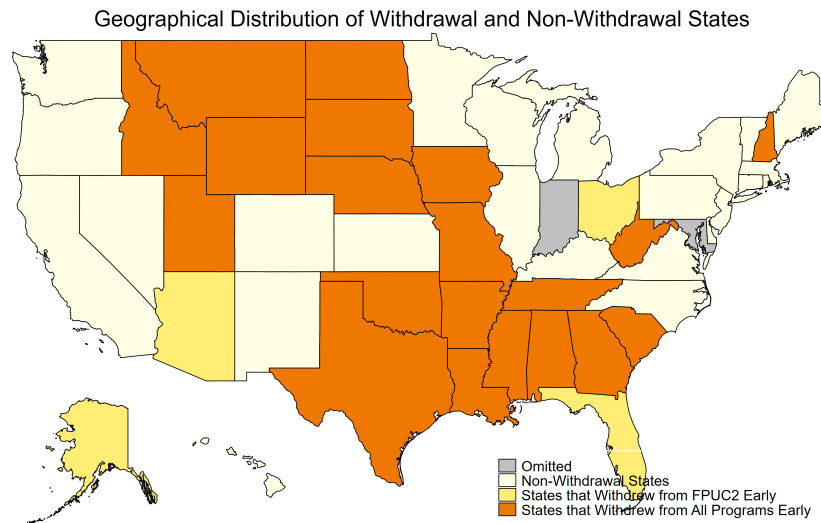 Geographical Distribution of Withdrawal and Non-Withdrawal States
Omitted
Non-Withdrawal States
States that Withdrew from FPUC2 Early
States that Withdrew from All Programs Early